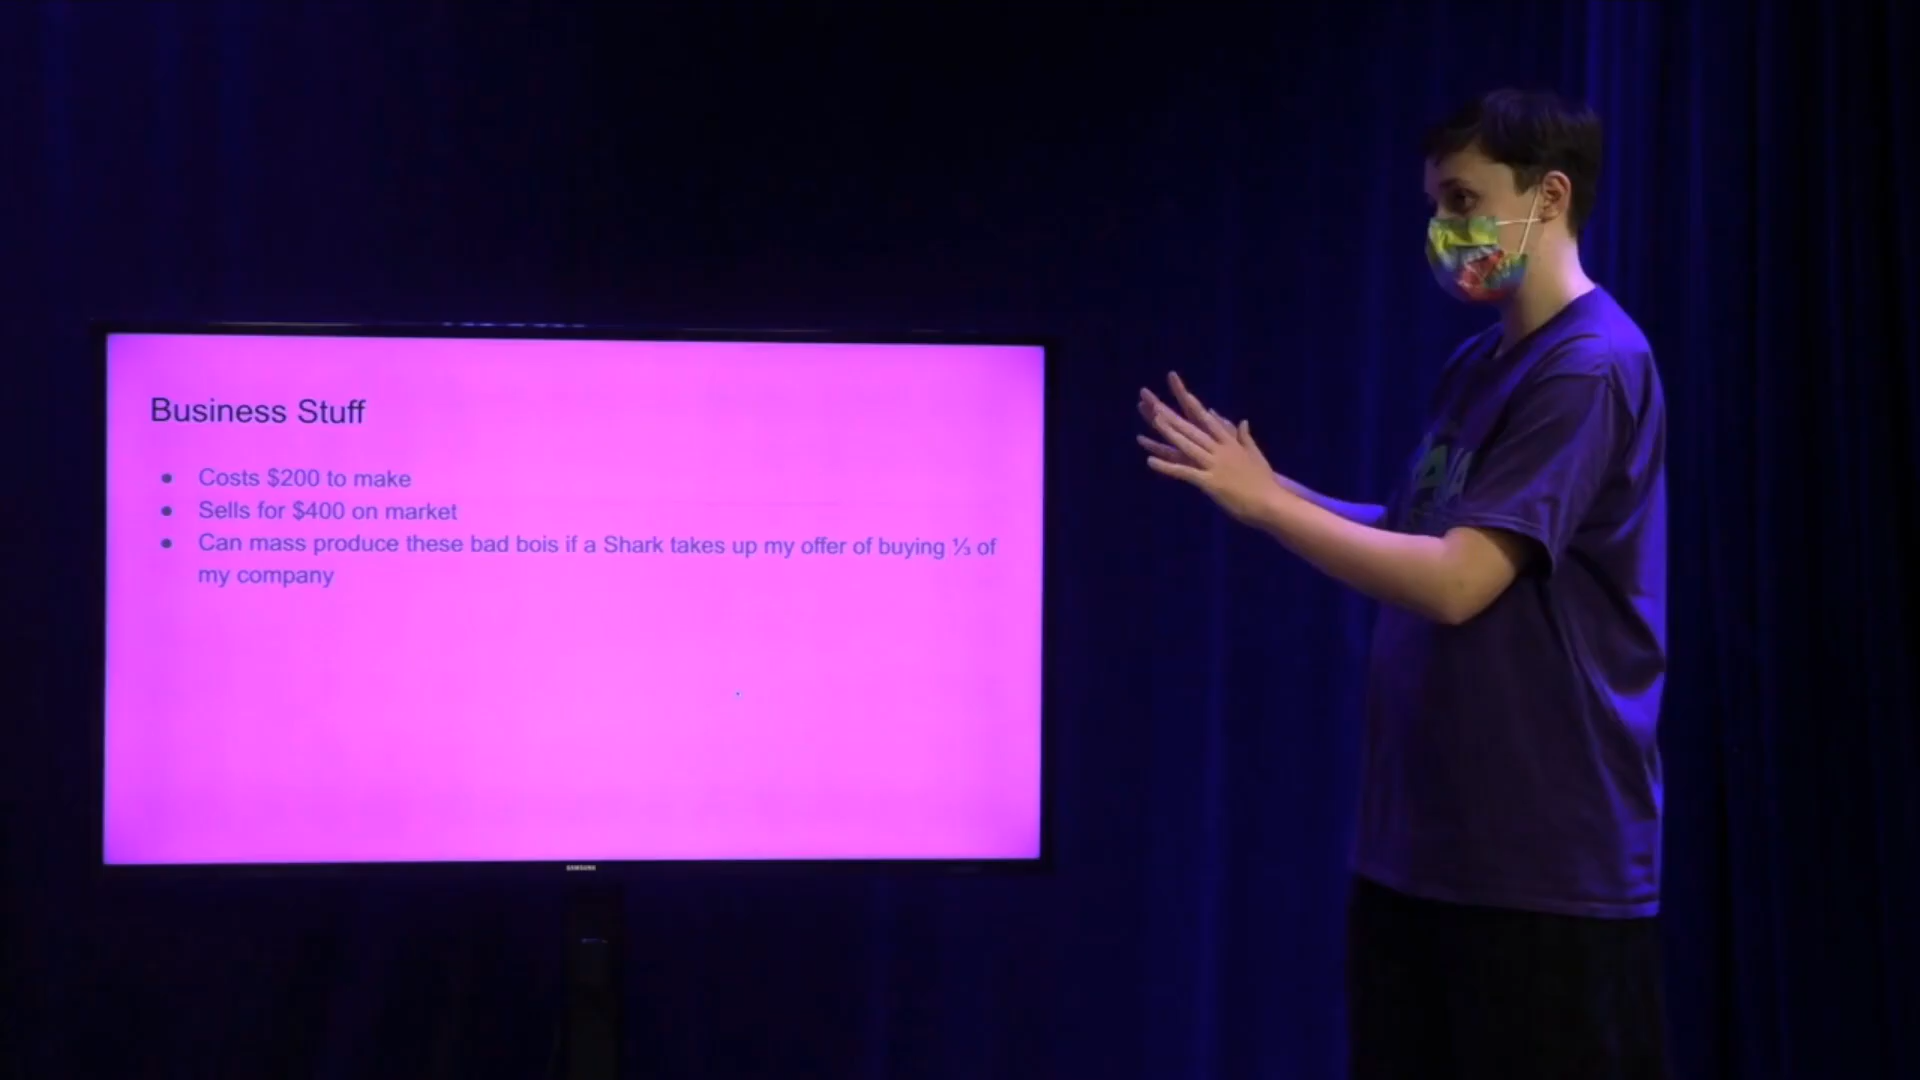 Business Stuff
● Costs $200 to make
● Sells for $400 on market
● Can mass produce these bad bois if a Shark takes up my offer of buying ⅓ of
my company
SAMSUNG